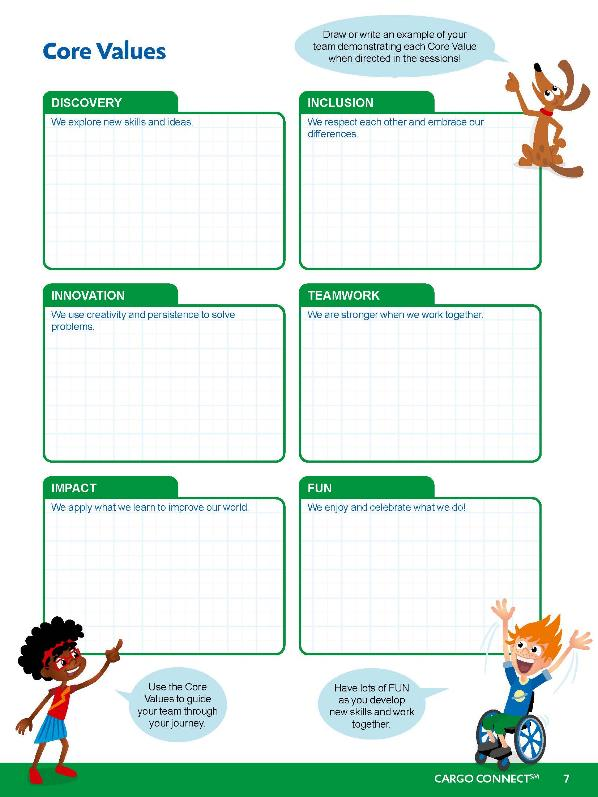 Core Values
Draw or write an example of your
team demonstrating each Core Value
when directed in the sessions!
DISCOVERY
We explore new skills and ideas.
INCLUSION
We respect each other and embrace our
differences.
INNOVATION
We use creativity and persistence to solve
problems.
TEAMWORK
We are stronger when we work together.
IMPACT
We apply what we learn to improve our world.
FUN
We enjoy and celebrate what we do!
Use the Core
Values to guide
your team through
your journey.
Have lots of FUN
as you develop
new skills and work
together.
CARGO CONNECT℠ 7